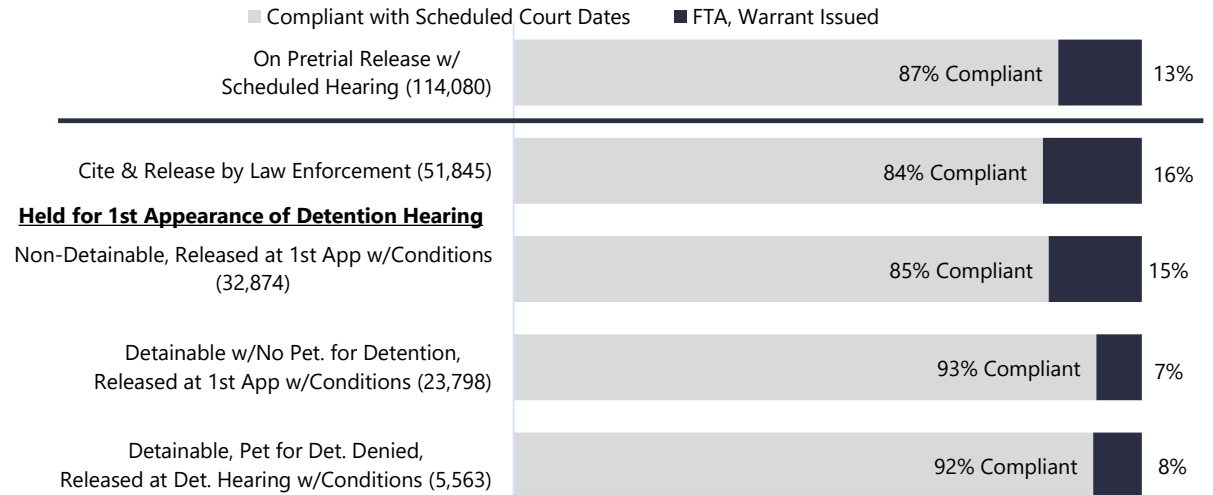 Compliant with Scheduled Court Dates FTA, Warrant Issued
On Pretrial Release w/
Scheduled Hearing (114,080)
87% Compliant 13%
Cite & Release by Law Enforcement (51,845)
84% Compliant 16%
Held for 1st Appearance of Detention Hearing
Non-Detainable, Released at 1st App w/Conditions
(32,874)
85% Compliant 15%
Detainable w/No Pet. for Detention,
Released at 1st App w/Conditions (23,798)
93% Compliant 7%
Detainable, Pet for Det. Denied,
Released at Det. Hearing w/Conditions (5,563)
92% Compliant 8%